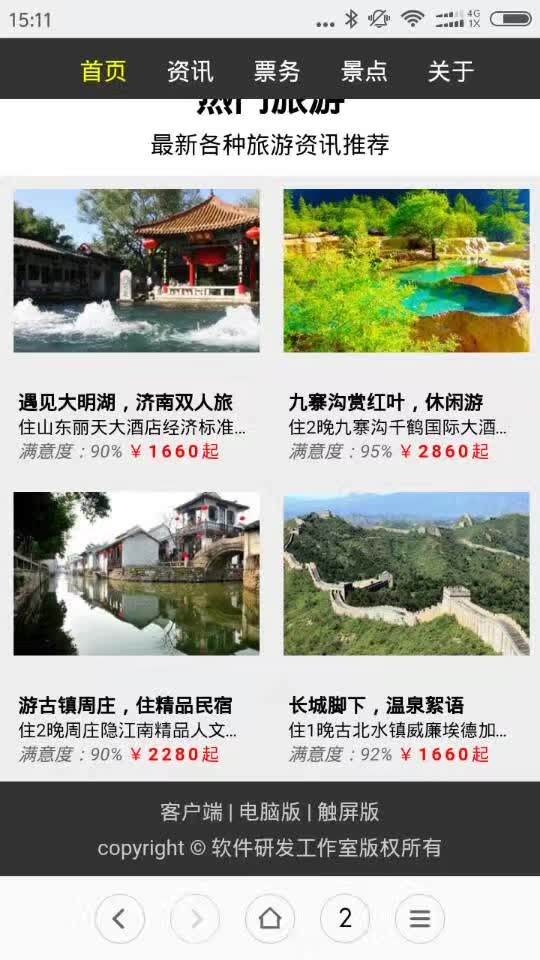 15:11
4G
1X
首页 资讯 票务 景点 关于
热门旅游
最新各种旅游资讯推荐
遇见大明湖，济南双人旅
住山东丽天大酒店经济标准...
满意度：90% ￥1660起
九寨沟赏红叶，休闲游
住2晚九寨沟千鹤国际大酒...
满意度：95% ￥2860起
游古镇周庄，住精品民宿
住2晚周庄隐江南精品人文...
满意度：90% ￥2280起
长城脚下，温泉絮语
住1晚古北水镇威廉埃德加...
满意度：92% ￥1660起
客户端 | 电脑版 | 触屏版
copyright © 软件研发工作室版权所有
2